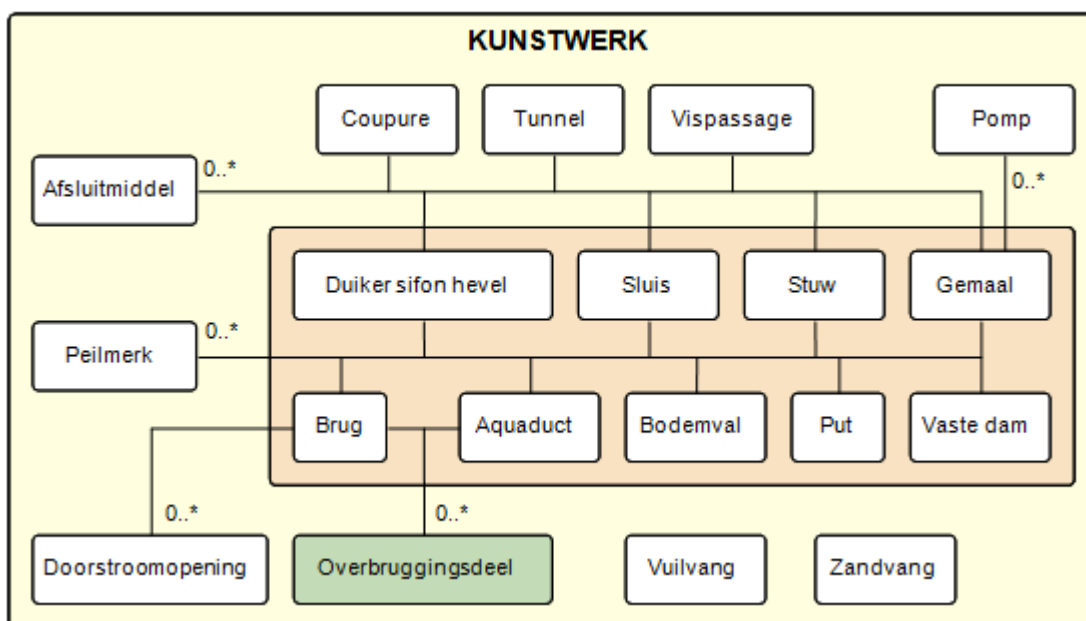 KUNSTWERK
Coupure
Tunnel
Vispassage
Pomp
0..*
0..*
Afsluitmiddel
Duiker sifon hevel
Sluis
Stuw
Gemaal
0..*
Peilmerk
Brug
Aquaduct
Bodemval
Put
Vaste dam
0..*
0..*
Doorstroomopening
Overbruggingsdeel
Vuilvang
Zandvang